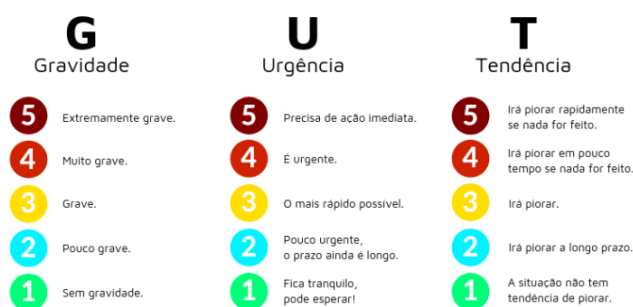 G
Gravidade
5
Extremamente grave.
4
Muito grave.
3
Grave.
2
Pouco grave.
1
Sem gravidade.
U
Urgência
5
Precisa de ação imediata.
4
É urgente.
3
O mais rápido possível.
2
Pouco urgente,
o prazo ainda é longo.
1
Fica tranquilo,
pode esperar!
T
Tendência
5
Irá piorar rapidamente
se nada for feito.
4
Irá piorar em pouco
tempo se nada for feito.
3
Irá piorar.
2
Irá piorar a longo prazo.
1
A situação não tem
tendência de piorar.